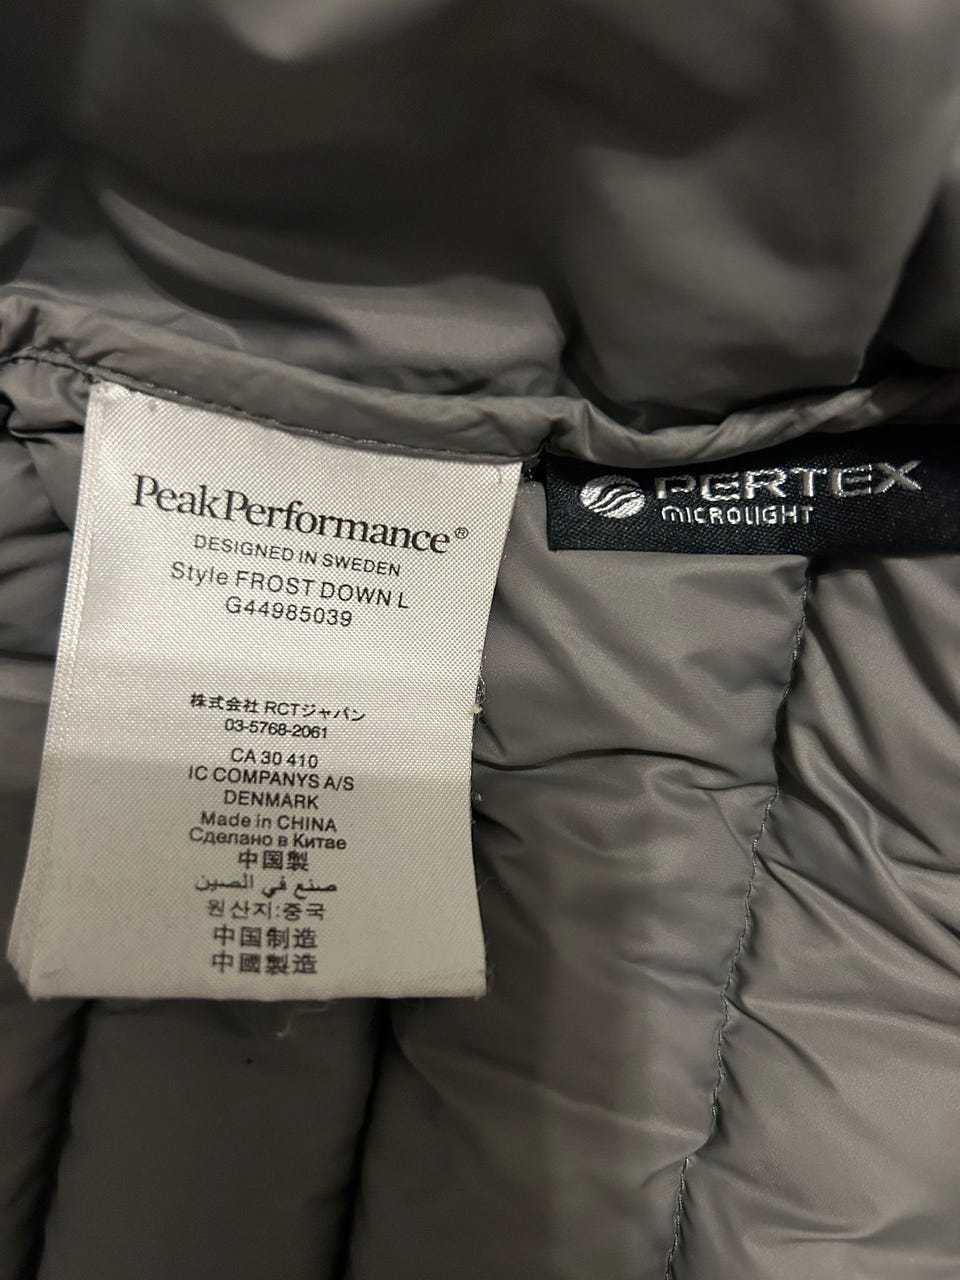 PeakPerformance®
DESIGNED IN SWEDEN
Style FROST DOWN L
G44985039
株式会社 RCTジャパン
03-5768-2061
CA 30 410
IC COMPANYS A/S
DENMARK
Made in CHINA
Сделано в Китае
中国製
صنع في الصين
원산지:중국
中国制造
中國製造
PERTEX
MICROLIGHT